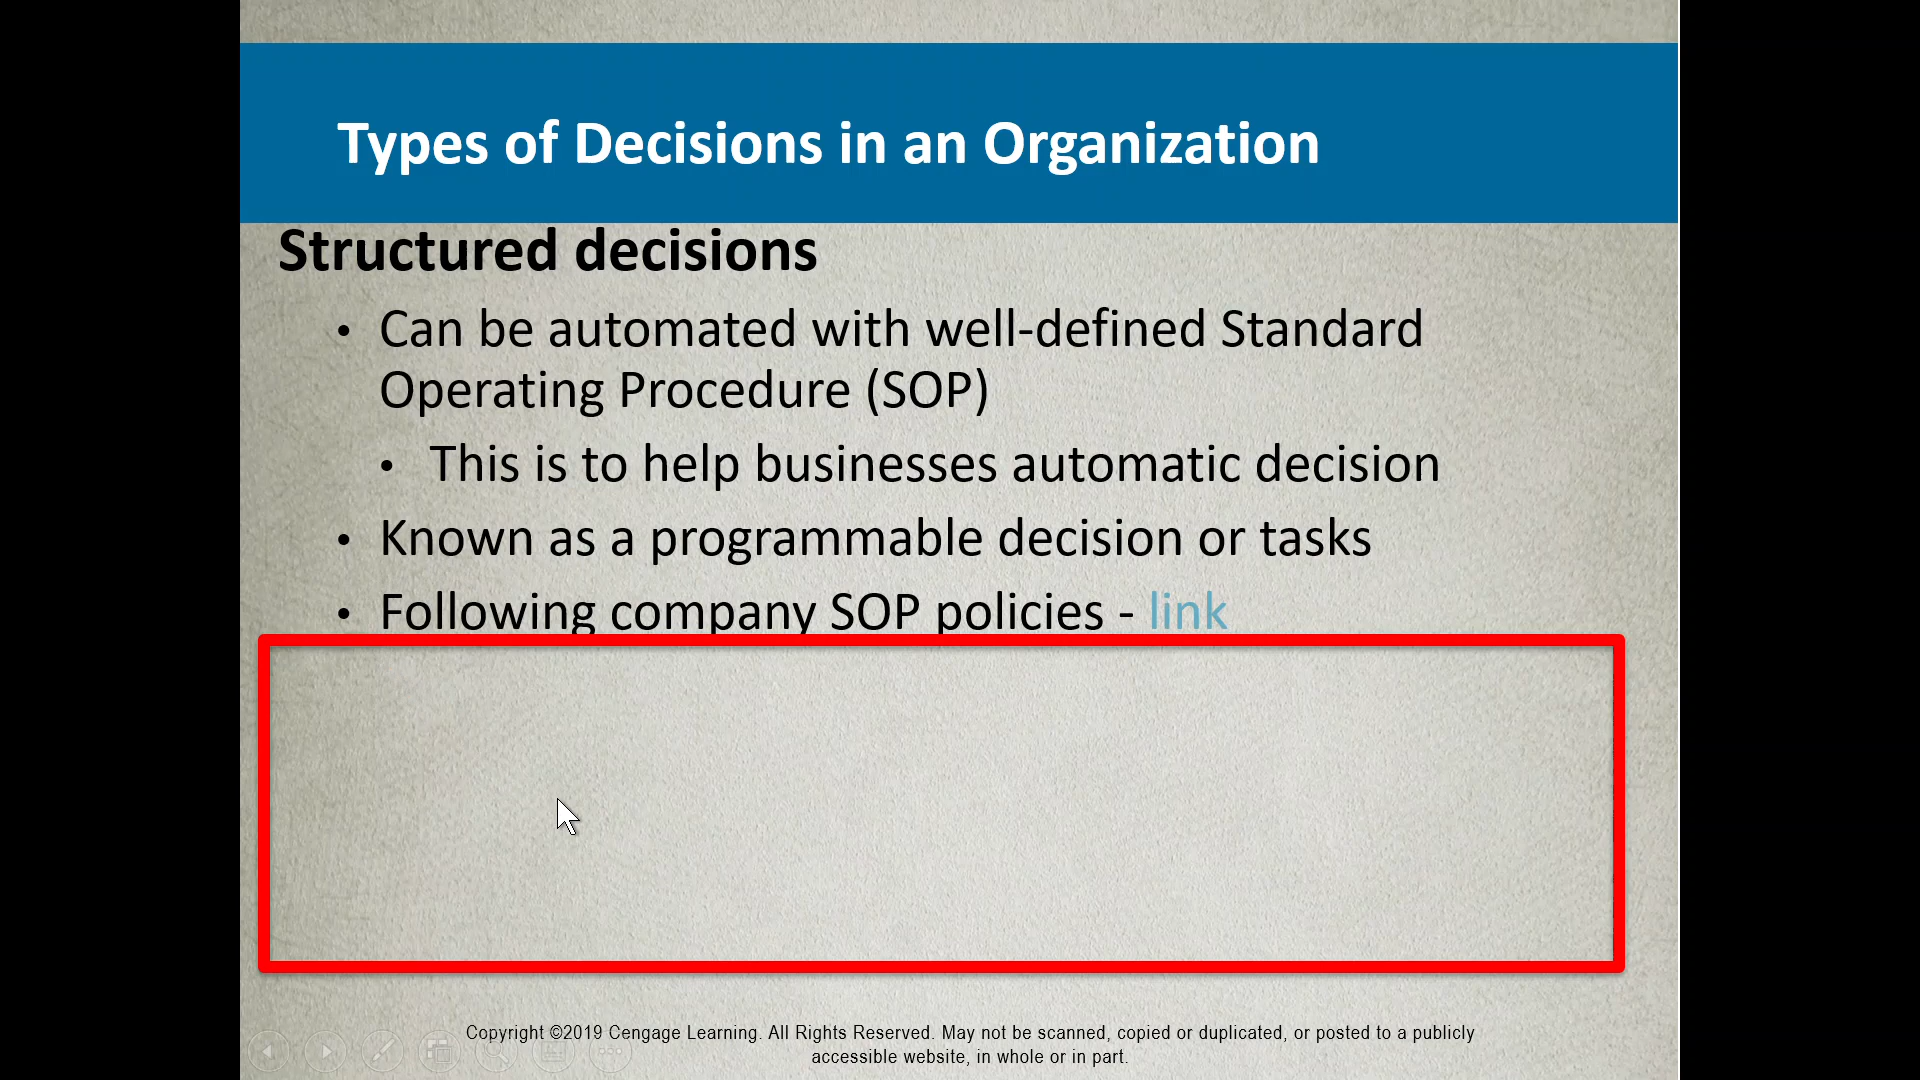 Types of Decisions in an Organization
Structured decisions
• Can be automated with well-defined Standard
Operating Procedure (SOP)
• This is to help businesses automatic decision
• Known as a programmable decision or tasks
• Following company SOP policies - link
Copyright ©2019 Cengage Learning. All Rights Reserved. May not be scanned, copied or duplicated, or posted to a publicly
accessible website, in whole or in part.